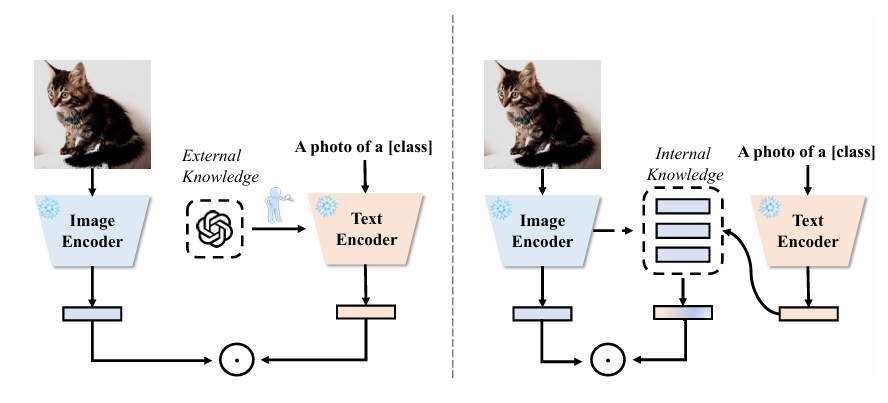 External
Knowledge
A photo of a [class]
Image
Encoder
Text
Encoder
Internal
Knowledge
A photo of a [class]
Image
Encoder
Text
Encoder